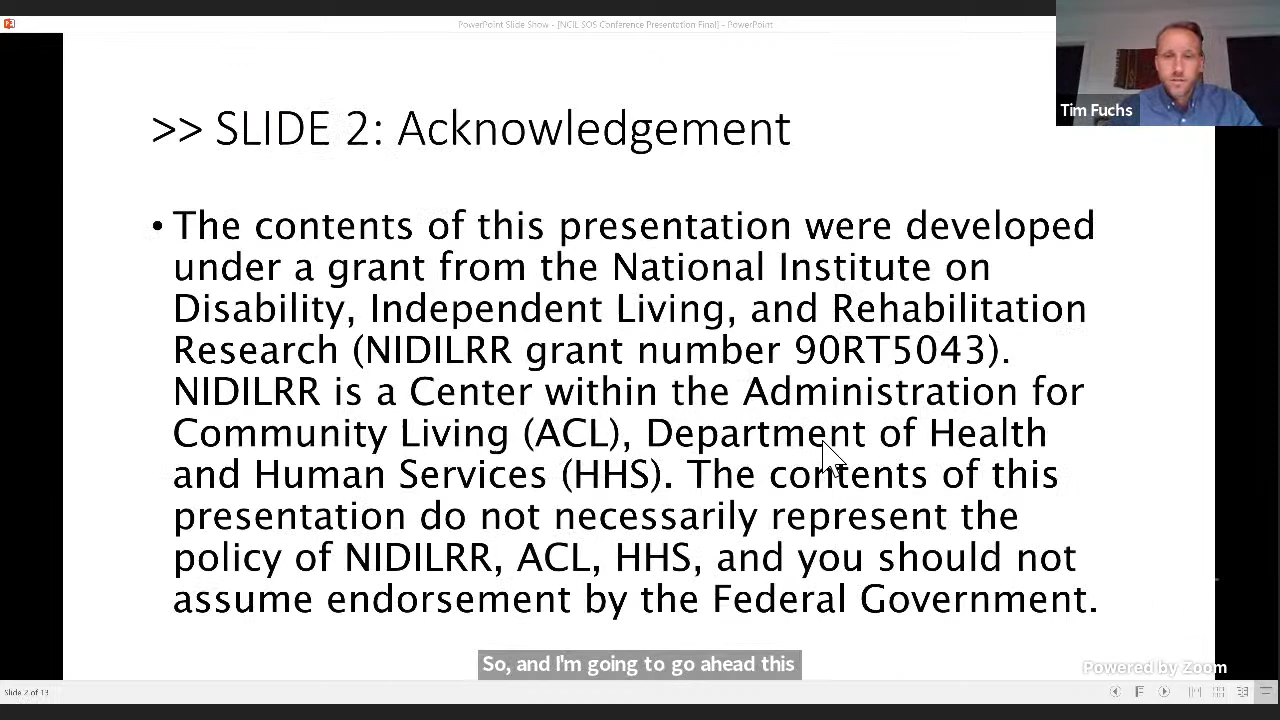 PowerPoint Slide Show - [NCIL SOS Conference Presentation Final] - PowerPoint
Tim Fuchs
>> SLIDE 2: Acknowledgement
• The contents of this presentation were developed
under a grant from the National Institute on
Disability, Independent Living, and Rehabilitation
Research (NIDILRR grant number 90RT5043).
NIDILRR is a Center within the Administration for
Community Living (ACL), Department of Health
and Human Services (HHS). The contents of this
presentation do not necessarily represent the
policy of NIDILRR, ACL, HHS, and you should not
assume endorsement by the Federal Government.
So, and I'm going to go ahead this
Powered by Zoom
Slide 2 of 13